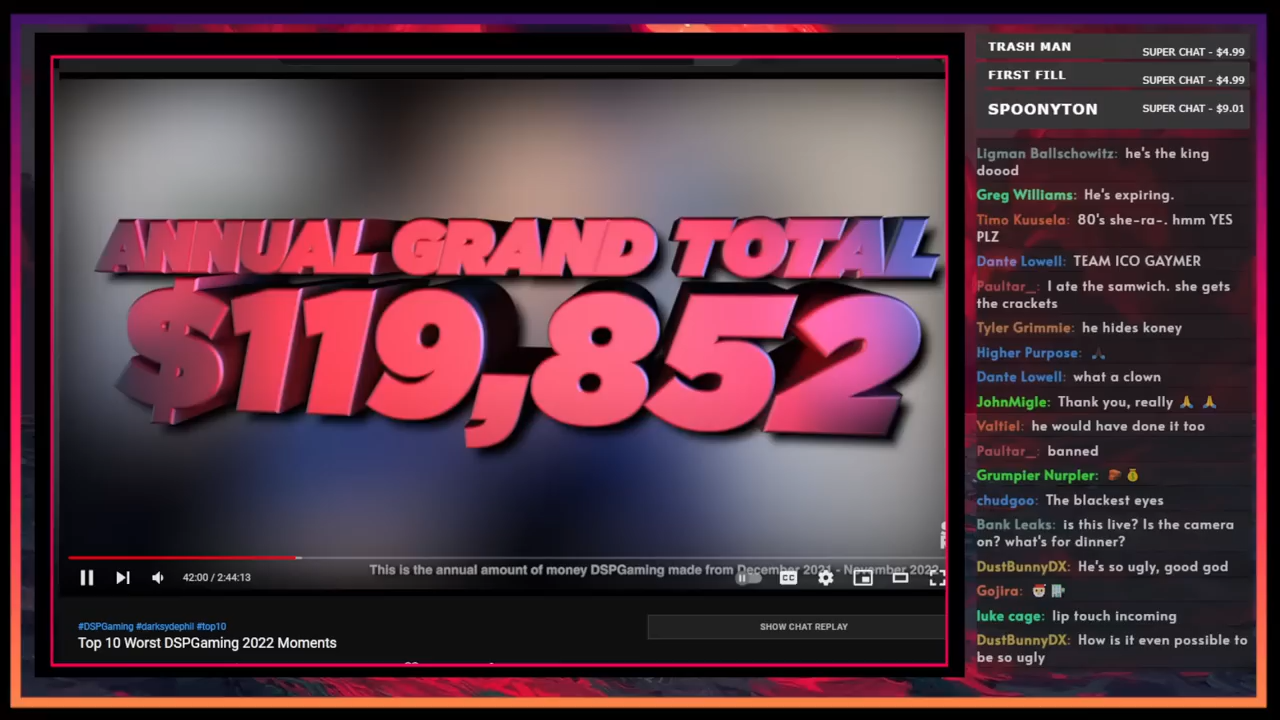 ANNUAL GRAND TOTAL
$119,852
This is the annual amount of money DSPGaming made from December 2021 - November 2022
42:00 / 2:44:13
CC
#DSPGaming #darksydephil #top10
Top 10 Worst DSPGaming 2022 Moments
SHOW CHAT REPLAY
TRASH MAN SUPER CHAT - $4.99
FIRST FILL SUPER CHAT - $4.99
SPOONYTON SUPER CHAT - $9.01
Ligman Ballschowitz: he's the king
doood
Greg Williams: He's expiring.
Timo Kuusela: 80's she-ra-. hmm YES
PLZ
Dante Lowell: TEAM ICO GAYMER
Paultar_: I ate the samwich. she gets
the crackets
Tyler Grimmie: he hides koney
Higher Purpose: 🙏🏿
Dante Lowell: what a clown
JohnMigle: Thank you, really 🙏 🙏
Valtiel: he would have done it too
Paultar_: banned
Grumpier Nurpler:
chudgoo: The blackest eyes
Bank Leaks: is this live? Is the camera
on? what's for dinner?
DustBunnyDX: He's so ugly, good god
Gojira:
luke cage: lip touch incoming
DustBunnyDX: How is it even possible to
be so ugly